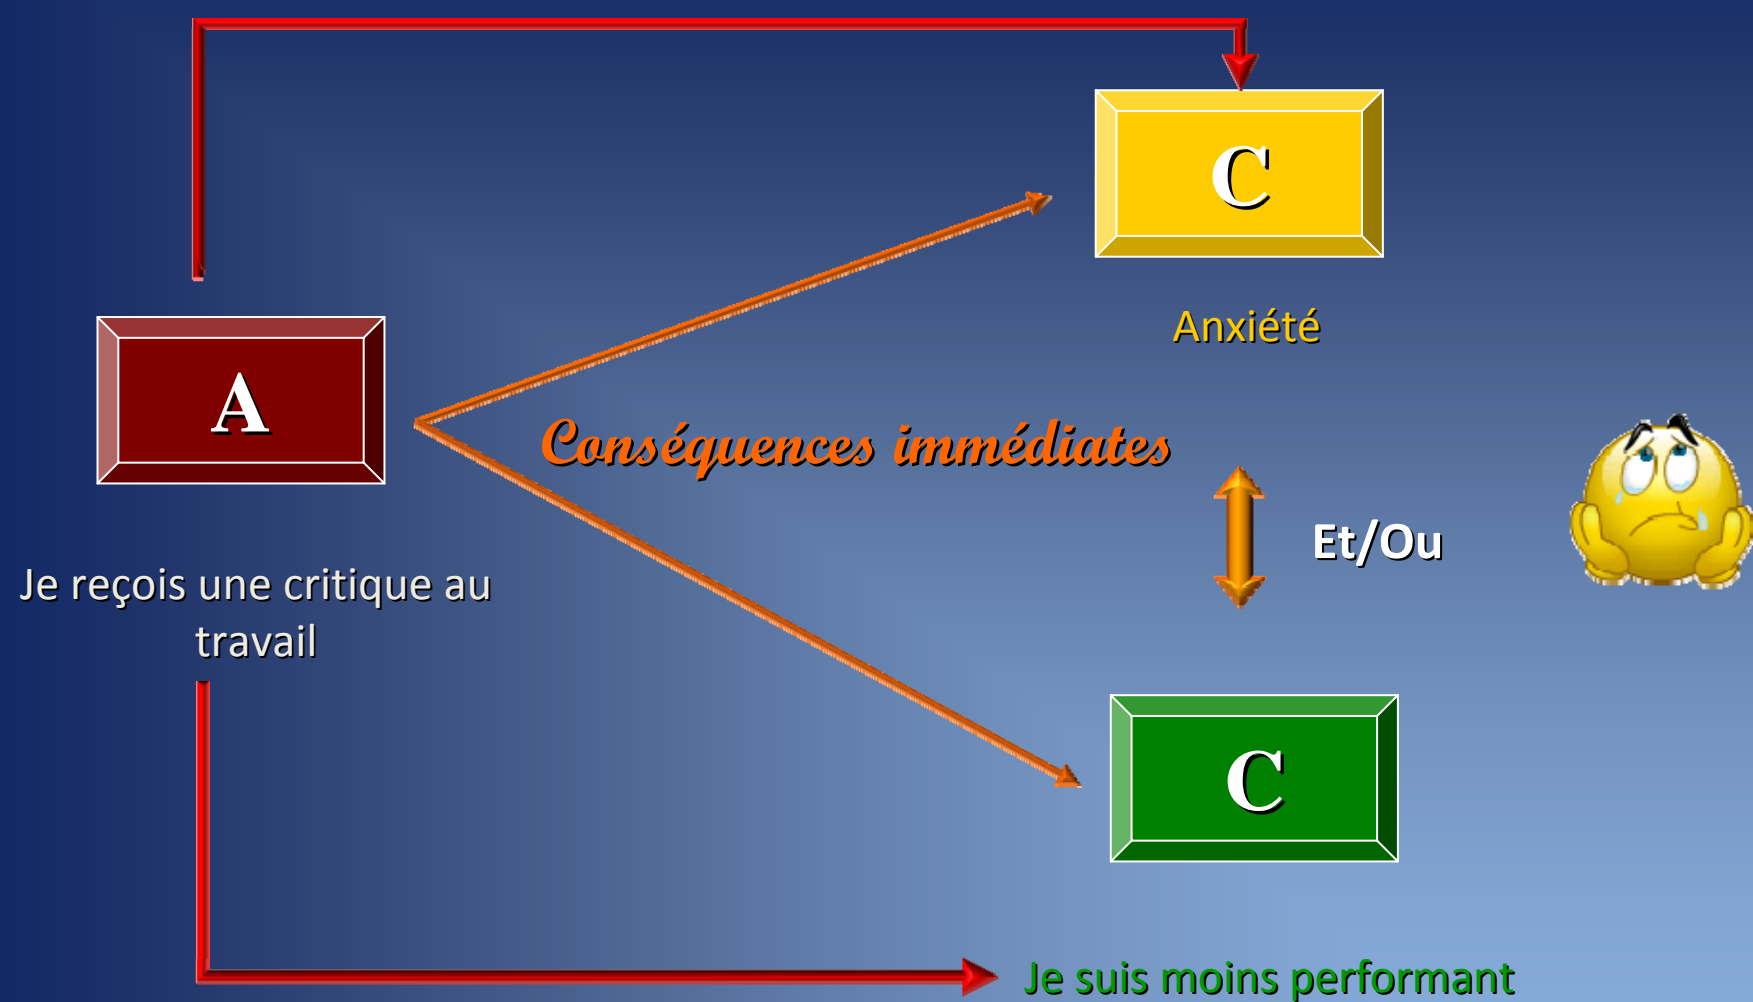 C
Anxiété
A
Conséquences immédiates
Et/Ou
Je reçois une critique au
travail
C
Je suis moins performant